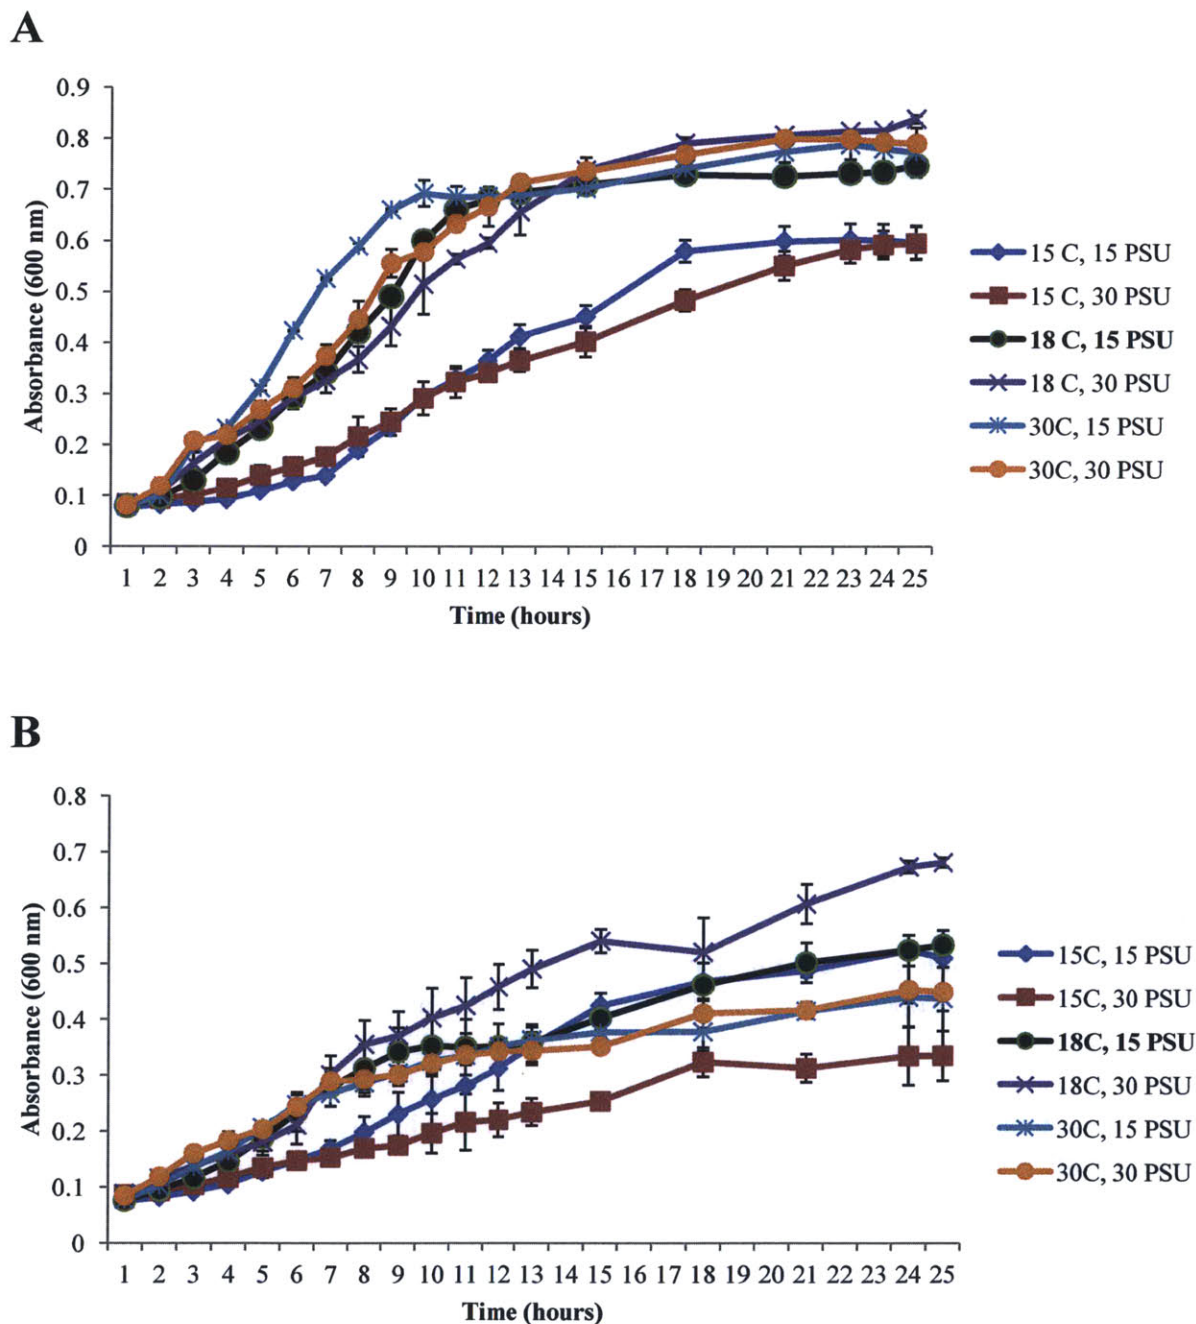 A
0.9
0.8
0.7
0.6
0.5
0.4
0.3
0.2
0.1
0
Absorbance (600 nm)
1 2 3 4 5 6 7 8 9 10 11 12 13 14 15 16 17 18 19 20 21 22 23 24 25
Time (hours)
15 C, 15 PSU
15 C, 30 PSU
18 C, 15 PSU
18 C, 30 PSU
30C, 15 PSU
30C, 30 PSU
B
0.8
0.7
0.6
0.5
0.4
0.3
0.2
0.1
0
Absorbance (600 nm)
1 2 3 4 5 6 7 8 9 10 11 12 13 15 16 17 18 19 20 21 22 23 24 25
Time (hours)
15C, 15 PSU
15C, 30 PSU
18C, 15 PSU
18C, 30 PSU
30C, 15 PSU
30C, 30 PSU